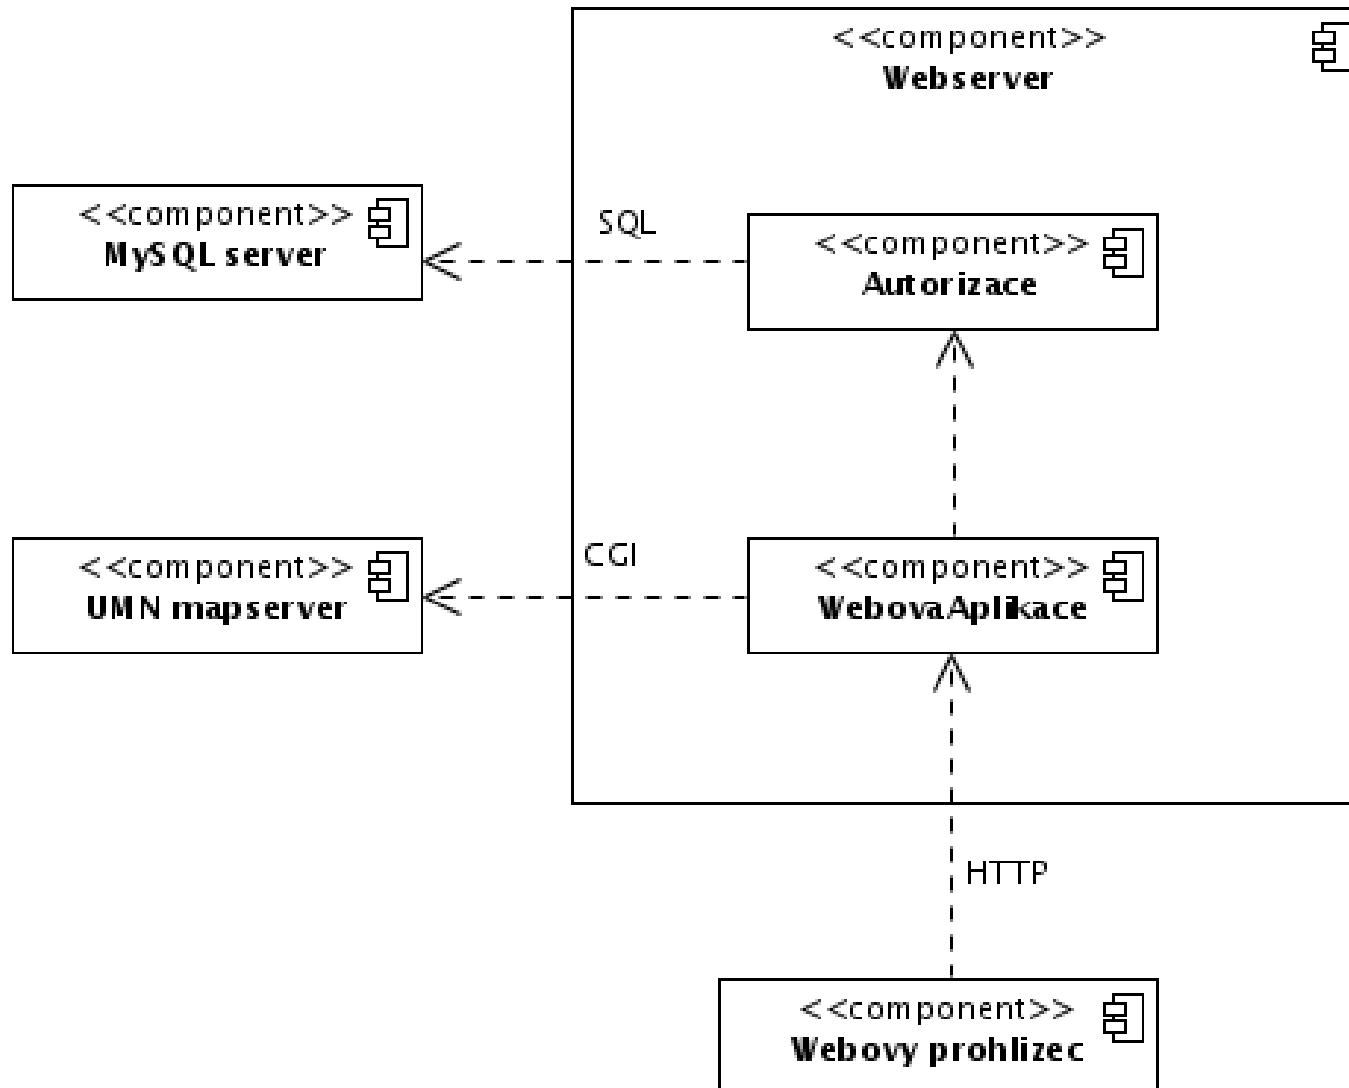 <<component>>
Webserver
<<component>>
MySQL server
SQL
<<component>>
Autorizace
<<component>>
UMN mapserver
CGI
<<component>>
WebovaAplikace
HTTP
<<component>>
Webovy prohlizec